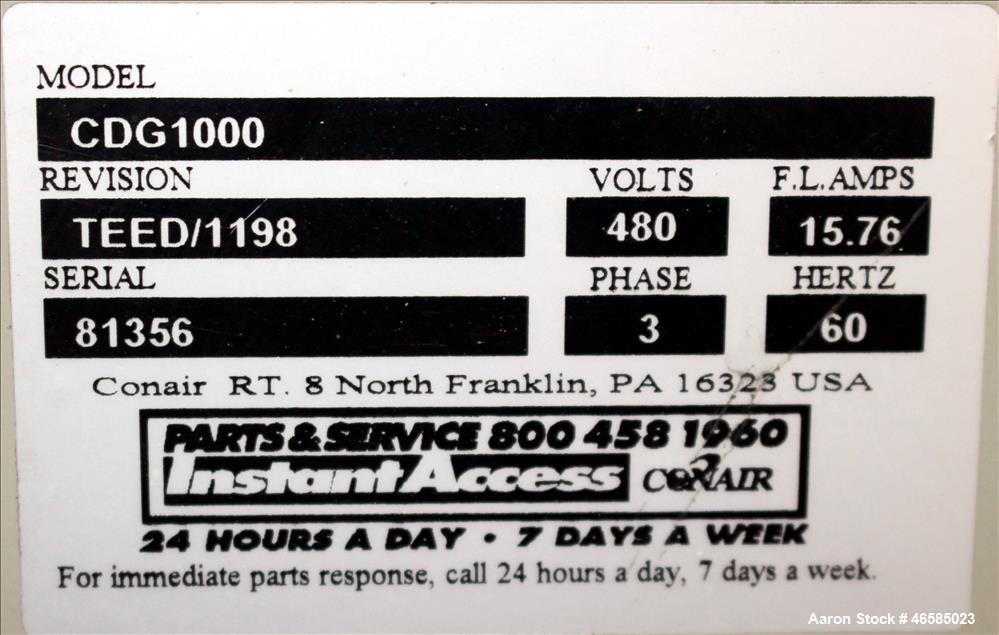 MODEL
CDG1000
REVISION VOLTS F.L.AMPS
TEED/1198 480 15.76
SERIAL PHASE HERTZ
81356 3 60
Conair RT. 8 North Franklin, PA 16323 USA
PARTS & SERVICE 800 458 1960
Instant Access CONAIR
24 HOURS A DAY • 7 DAYS A WEEK
For immediate parts response, call 24 hours a day, 7 days a week.
Aaron Stock # 46585023